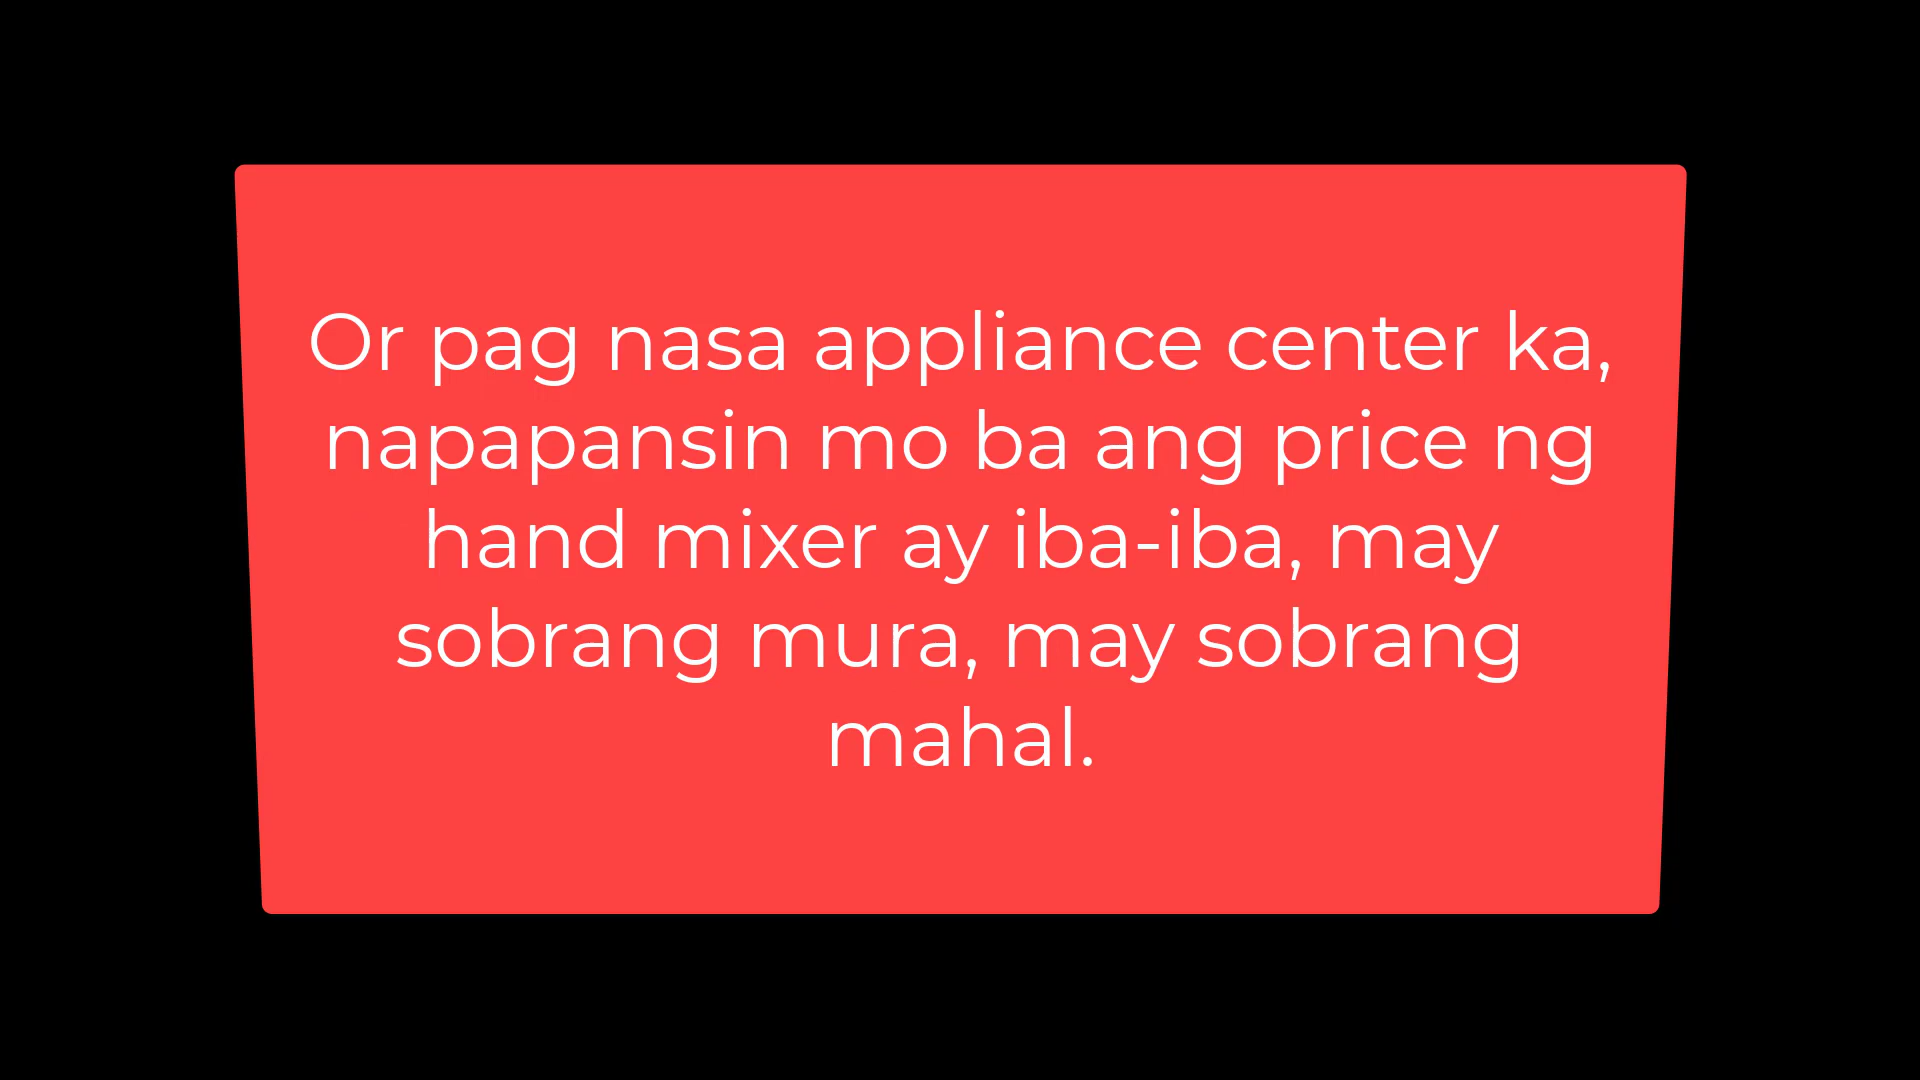 Or pag nasa appliance center ka,
napapansin mo ba ang price ng
hand mixer ay iba-iba, may
sobrang mura, may sobrang
mahal.